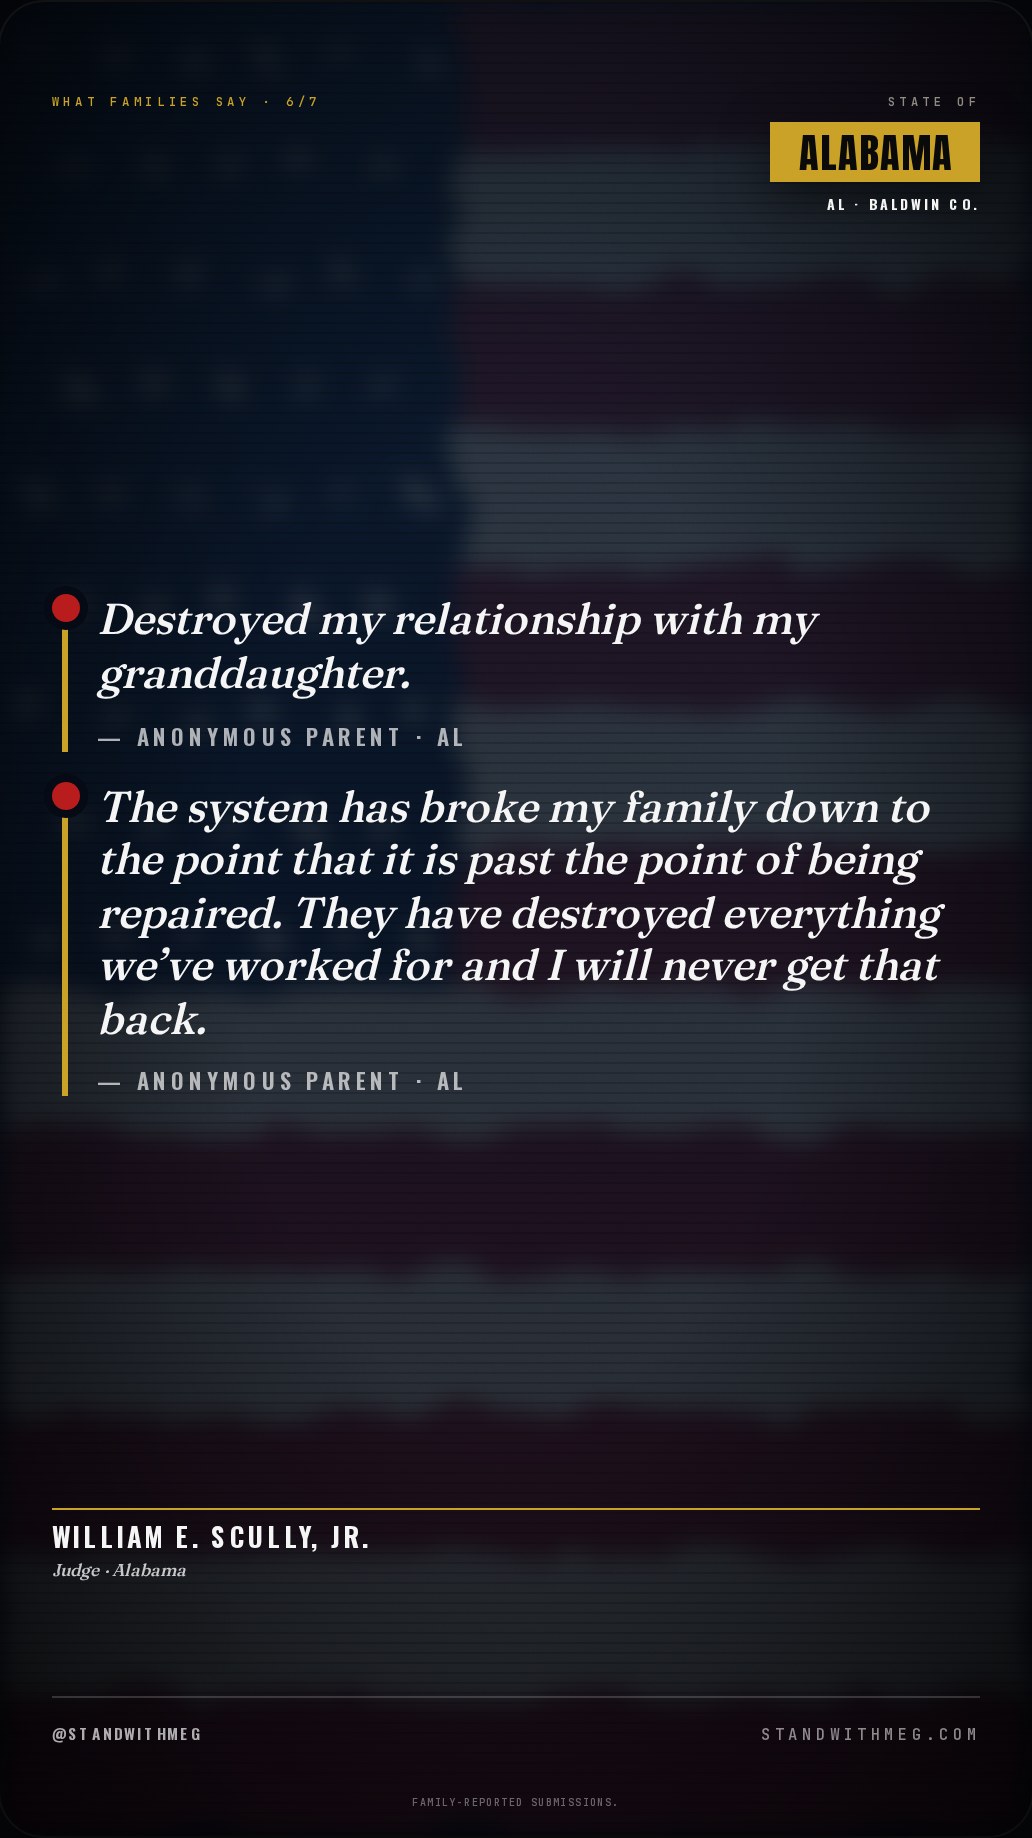 WHAT FAMILIES SAY · 6/7
STATE OF
ALABAMA
AL · BALDWIN CO.
Destroyed my relationship with my
granddaughter.
— ANONYMOUS PARENT · AL
The system has broke my family down to
the point that it is past the point of being
repaired. They have destroyed everything
we’ve worked for and I will never get that
back.
— ANONYMOUS PARENT · AL
WILLIAM E. SCULLY, JR.
Judge · Alabama
@STANDWITHMEG
STANDWITHMEG.COM
FAMILY-REPORTED SUBMISSIONS.